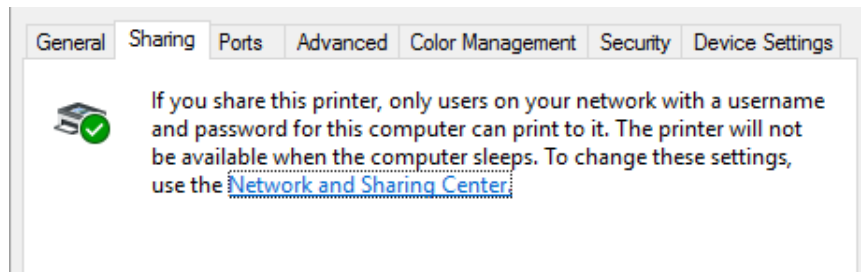 General Sharing Ports Advanced Color Management Security Device Settings
If you share this printer, only users on your network with a username
and password for this computer can print to it. The printer will not
be available when the computer sleeps. To change these settings,
use the Network and Sharing Center.